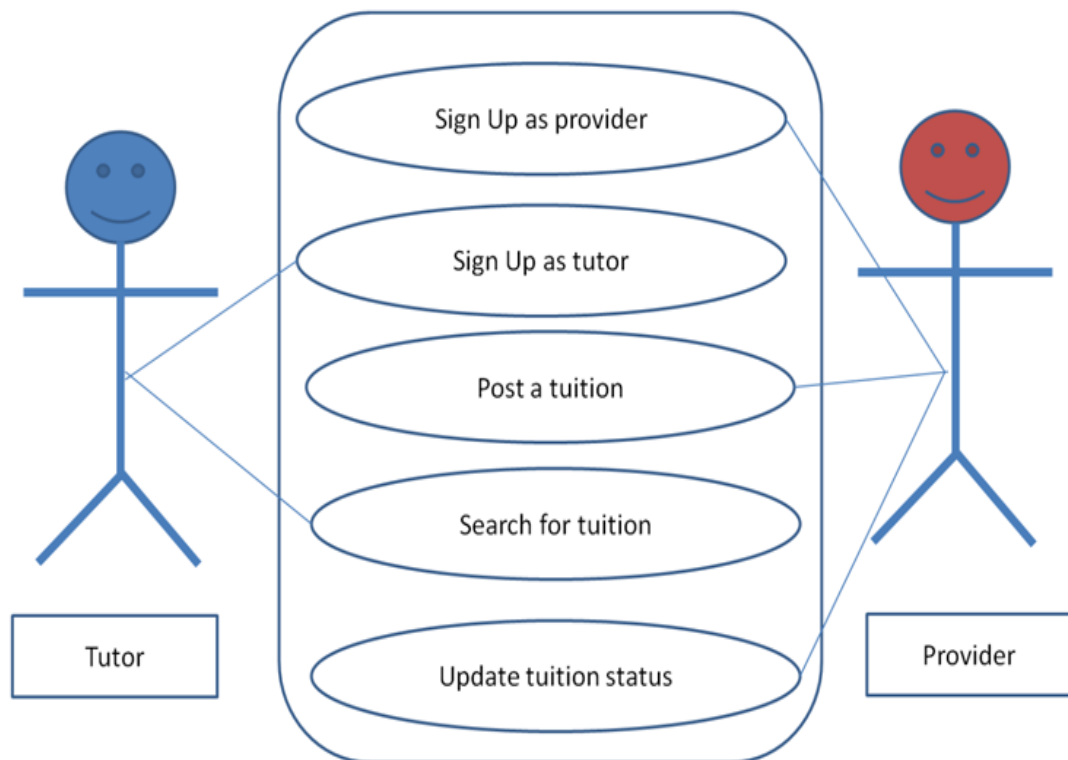 Sign Up as provider
Sign Up as tutor
Post a tuition
Search for tuition
Update tuition status
Tutor
Provider